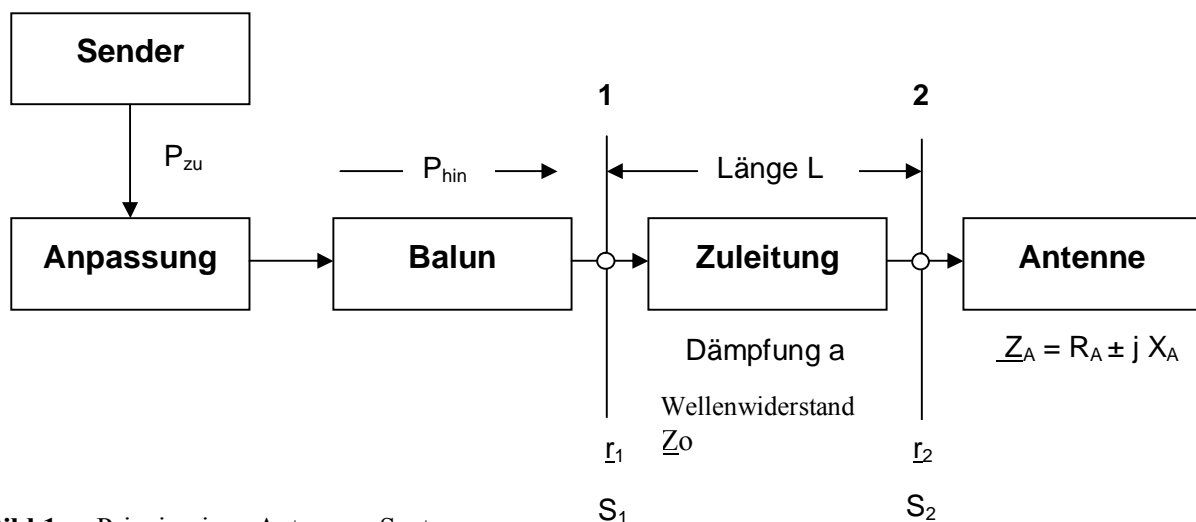 Sender
1
2
P_zu
P_hin
Länge L
Anpassung
Balun
Zuleitung
Antenne
Dämpfung a
Z_A = R_A ± j X_A
Wellenwiderstand
Zo
r_1
r_2
S_1
S_2